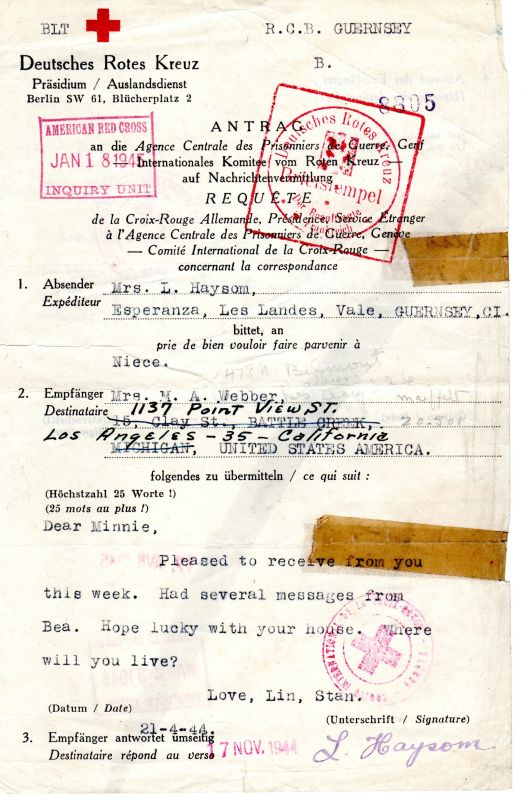 BLT R.C.B. GUERNSEY
Deutsches Rotes Kreuz B.
Präsidium / Auslandsdienst
Berlin SW 61, Blücherplatz 2
8805
AMERICAN RED CROSS
JAN 18 1945
INQUIRY UNIT
ANTRAG
an die Agence Centrale des Prisonniers de Guerre, Genf
— Internationales Komitee vom Roten Kreuz —
auf Nachrichtenvermittlung
Deutsches Rotes Kreuz
Briefstempel
REQUÊTE
de la Croix-Rouge Allemande, Présidence, Service Etranger
à l'Agence Centrale des Prisonniers de Guerre, Genève
— Comité International de la Croix-Rouge —
concernant la correspondance
1. Absender Mrs. L. Haysom,
Expéditeur Esperanza, Les Landes, Vale, GUERNSEY,CI.
bittet, an
prie de bien vouloir faire parvenir à
Niece.
2. Empfänger Mrs. M. A. Webber,
Destinataire 1137 Point View ST.
15, Clay St., BATTLE CREEK,
Los Angeles - 35 - California
MICHIGAN, UNITED STATES AMERICA.
folgendes zu übermitteln / ce qui suit :
(Höchstzahl 25 Worte !)
(25 mots au plus !)
Dear Minnie,
Pleased to receive from you
this week. Had several messages from
Bea. Hope lucky with your house. Where
will you live?
Love, Lin, Stan.
(Datum / Date)
(Unterschrift / Signature)
21-4-44.
3. Empfänger antwortet umseitig
Destinataire répond au verso
17 NOV. 1944
L. Haysom